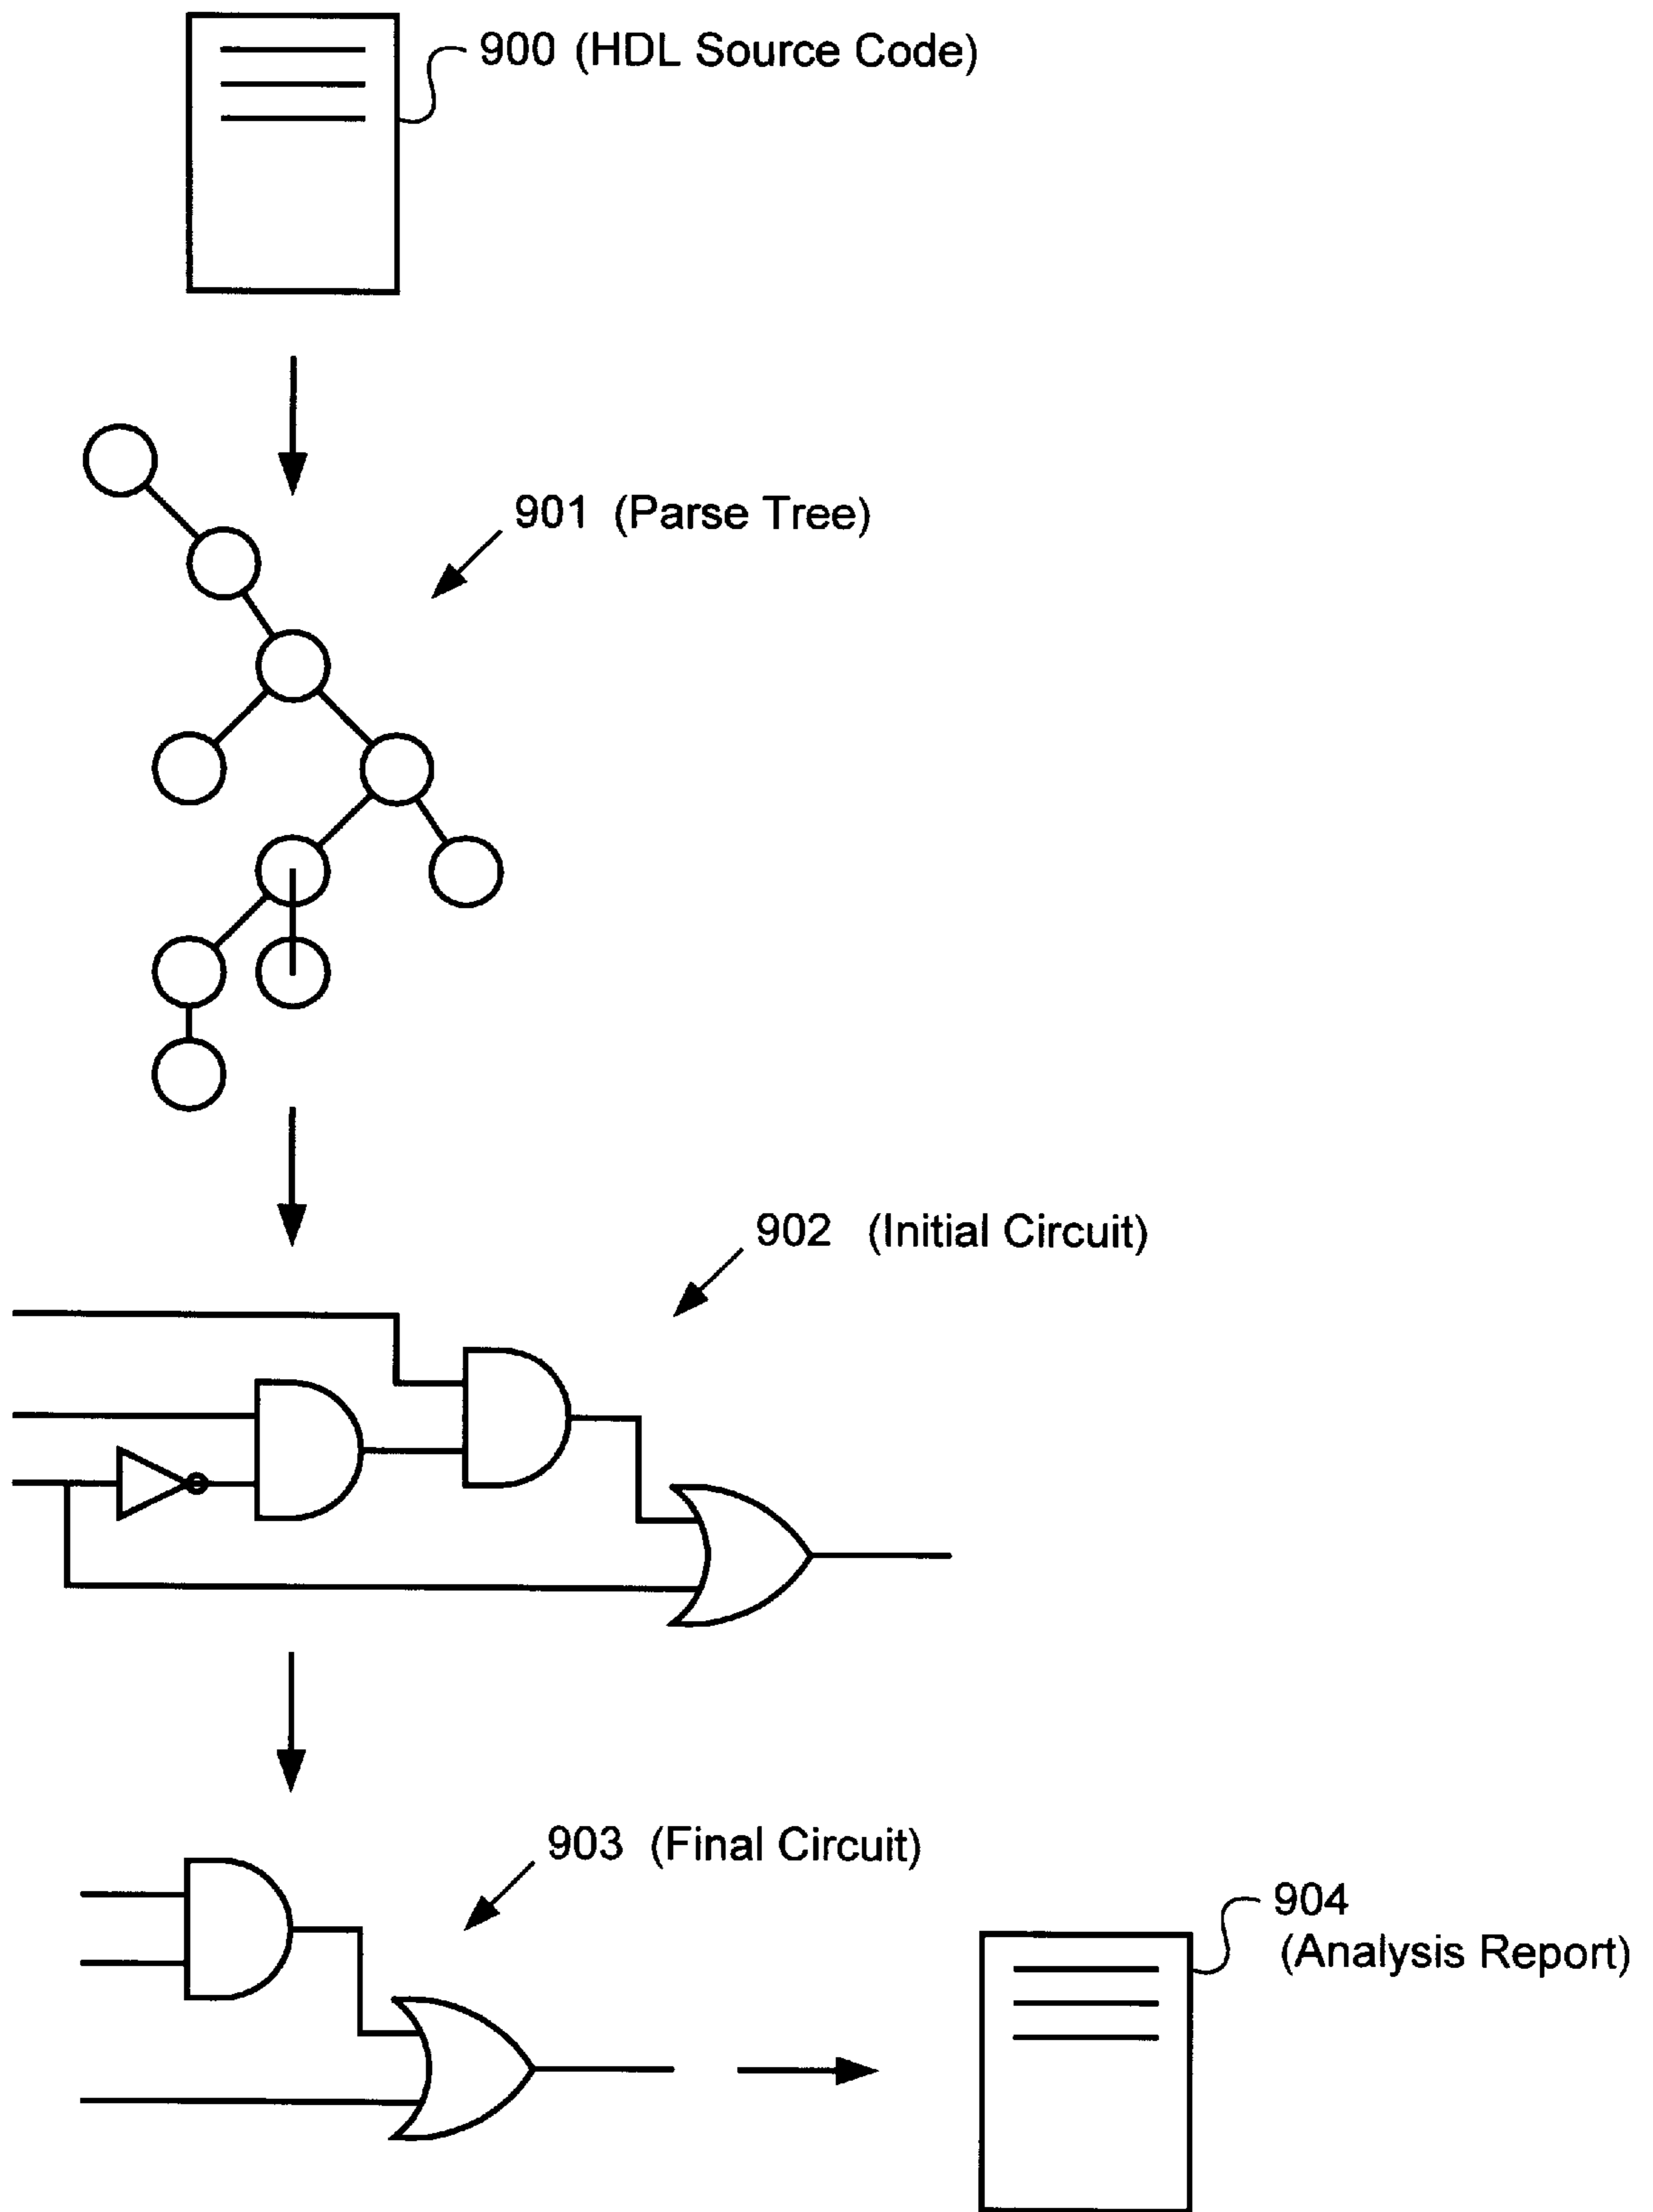 900 (HDL Source Code)
901 (Parse Tree)
902 (Initial Circuit)
903 (Final Circuit)
904
(Analysis Report)